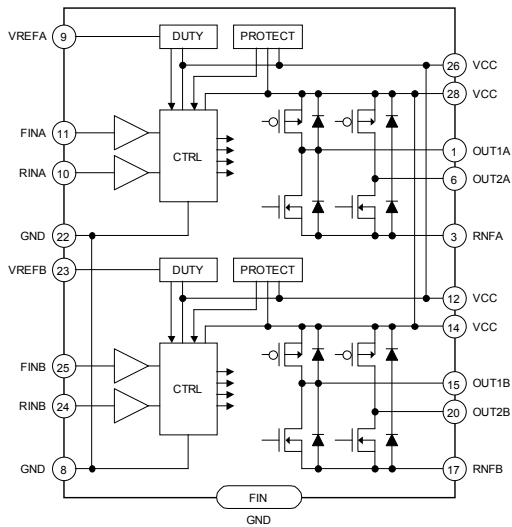 VREFA 9 DUTY PROTECT
26 VCC
28 VCC
FINA 11
CTRL
1 OUT1A
RINA 10
6 OUT2A
GND 22
3 RNFA
VREFB 23 DUTY PROTECT
12 VCC
14 VCC
FINB 25
CTRL
15 OUT1B
RINB 24
20 OUT2B
GND 8
17 RNFB
FIN
GND